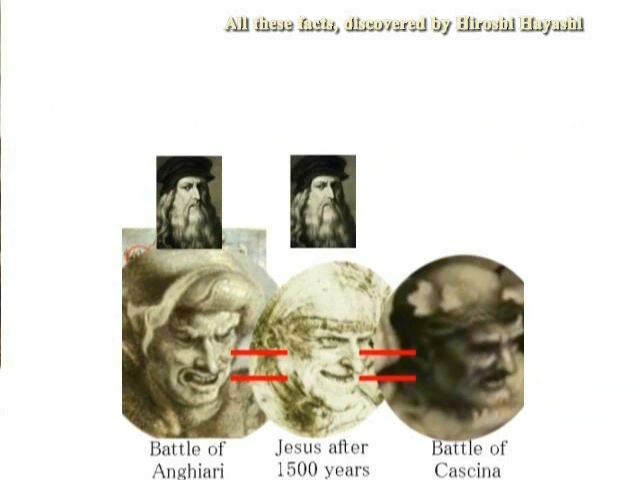 All these facts, discovered by Hiroshi Hayashi
Battle of
Anghiari
Jesus after
1500 years
Battle of
Cascina